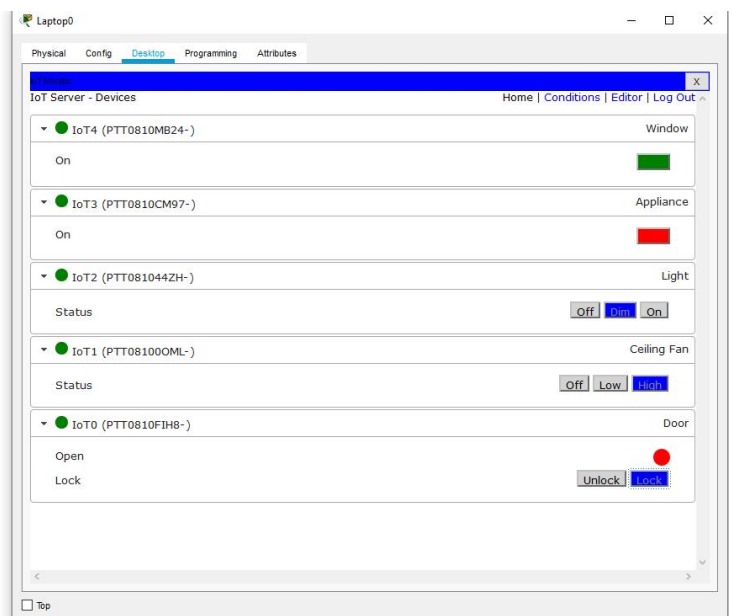 Laptop0
Physical Config Desktop Programming Attributes
IoT Monitor
X
IoT Server - Devices Home | Conditions | Editor | Log Out
IoT4 (PTT0810MB24-) Window
On
IoT3 (PTT0810CM97-) Appliance
On
IoT2 (PTT081044ZH-) Light
Status Off Dim On
IoT1 (PTT08100OML-) Ceiling Fan
Status Off Low High
IoT0 (PTT0810FIH8-) Door
Open
Lock Unlock Lock
Top